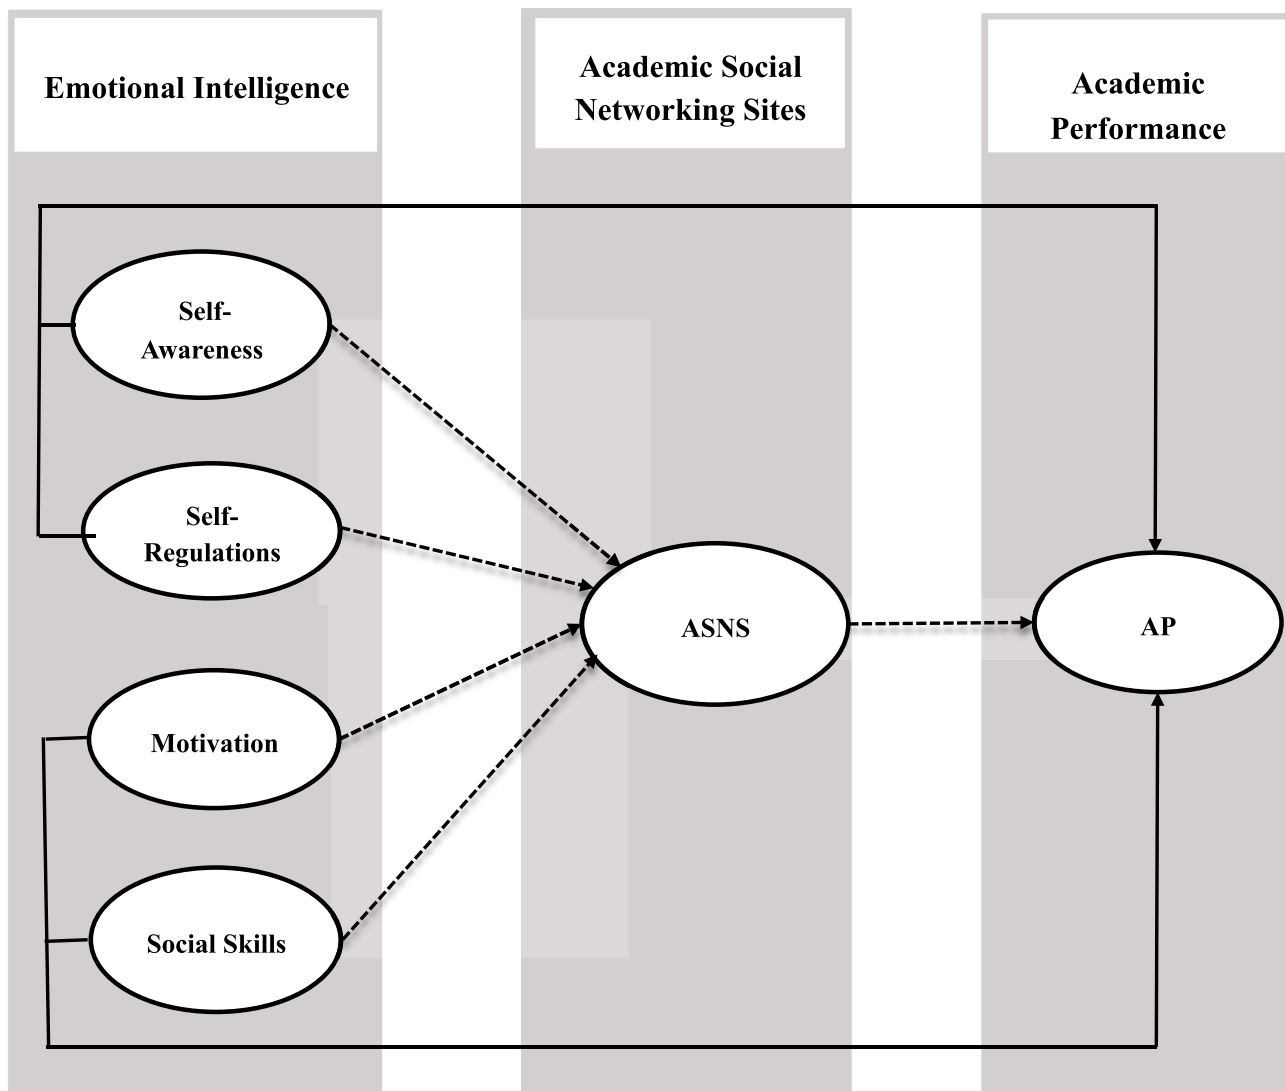 Emotional Intelligence
Academic Social
Networking Sites
Academic
Performance
Self-
Awareness
Self-
Regulations
Motivation
Social Skills
ASNS
AP